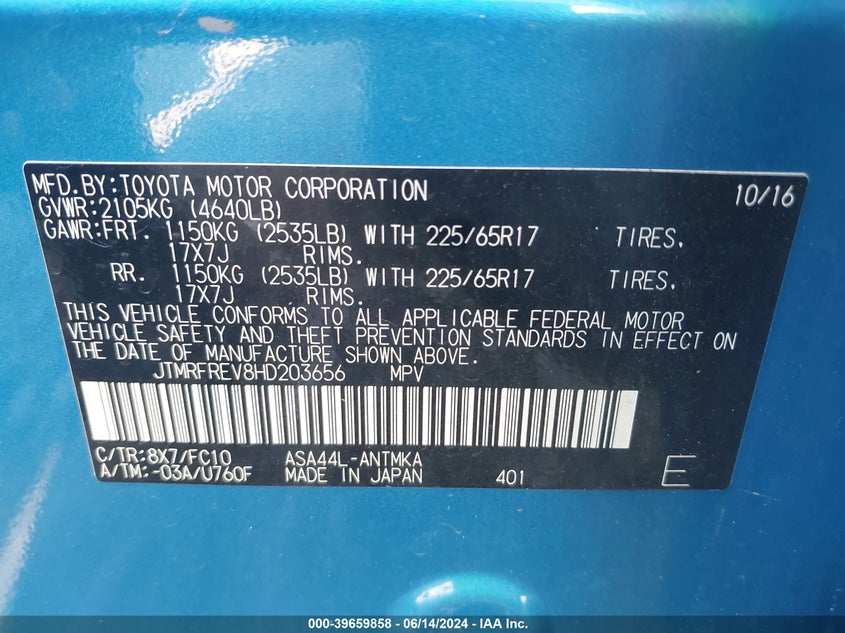 MFD.BY:TOYOTA MOTOR CORPORATION 10/16
GVWR:2105KG (4640LB)
GAWR:FRT. 1150KG (2535LB) WITH 225/65R17 TIRES.
17X7J RIMS.
RR. 1150KG (2535LB) WITH 225/65R17 TIRES.
17X7J RIMS.
THIS VEHICLE CONFORMS TO ALL APPLICABLE FEDERAL MOTOR
VEHICLE SAFETY AND THEFT PREVENTION STANDARDS IN EFFECT ON
THE DATE OF MANUFACTURE SHOWN ABOVE.
JTMRFREV8HD203656 MPV
C/TR:8X7/FC10 ASA44L-ANTMKA
A/TM:-03A/U760F MADE IN JAPAN 401 E
000-39659858 - 06/14/2024 - IAA Inc.